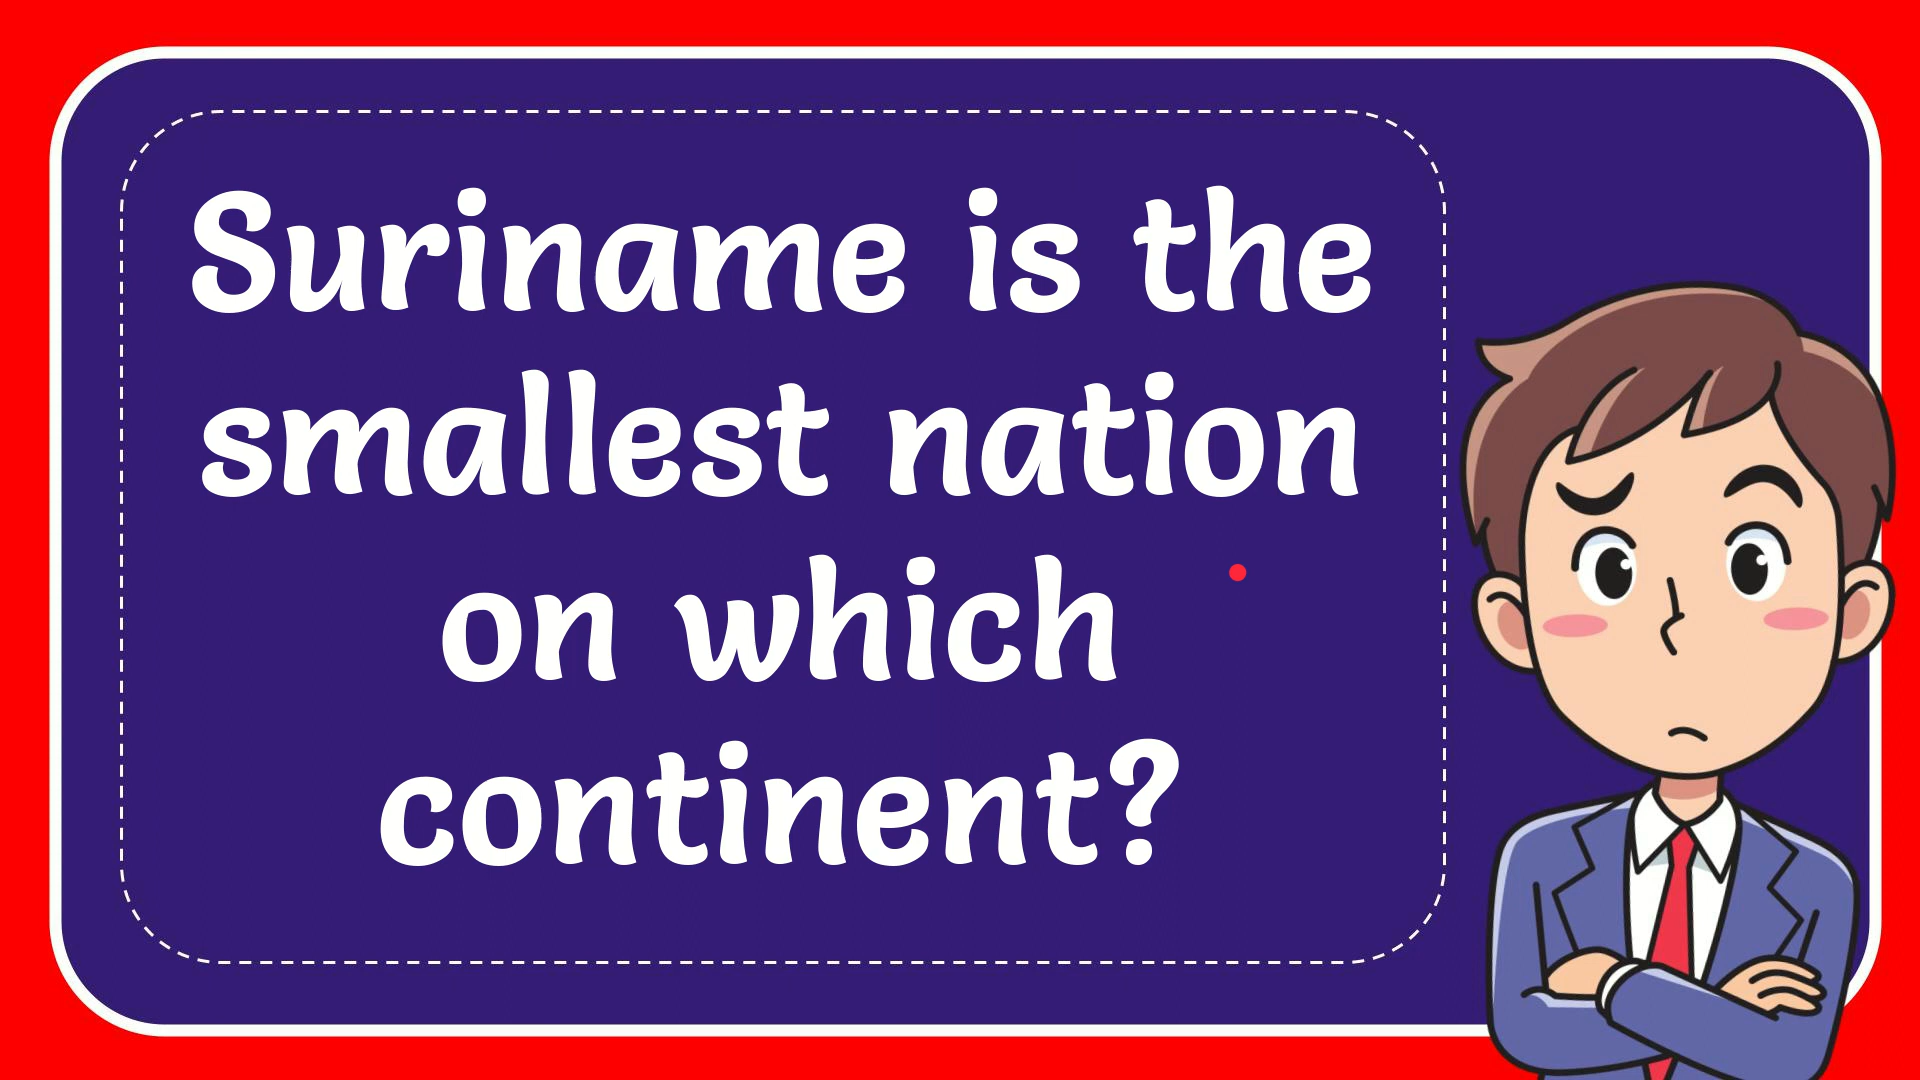 Suriname is the
smallest nation
on which
continent?